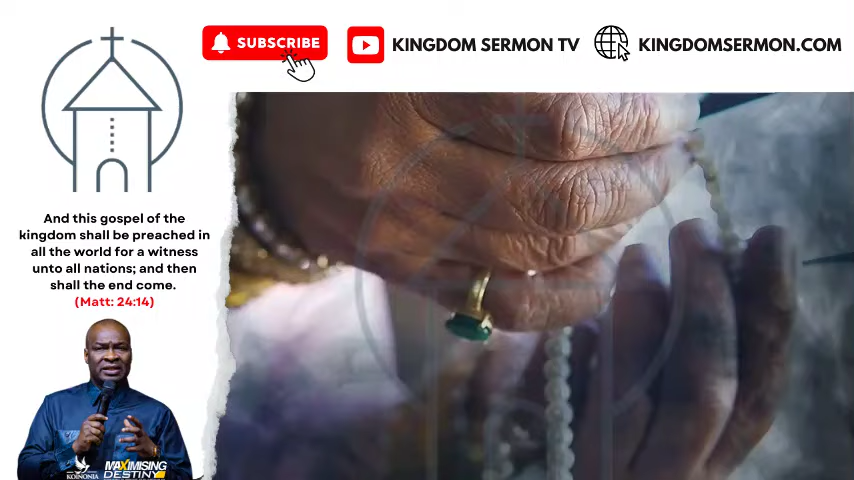 SUBSCRIBE
KINGDOM SERMON TV
KINGDOMSERMON.COM
And this gospel of the
kingdom shall be preached in
all the world for a witness
unto all nations; and then
shall the end come.
(Matt: 24:14)
KOINONIA
MAXIMISING
DESTINY